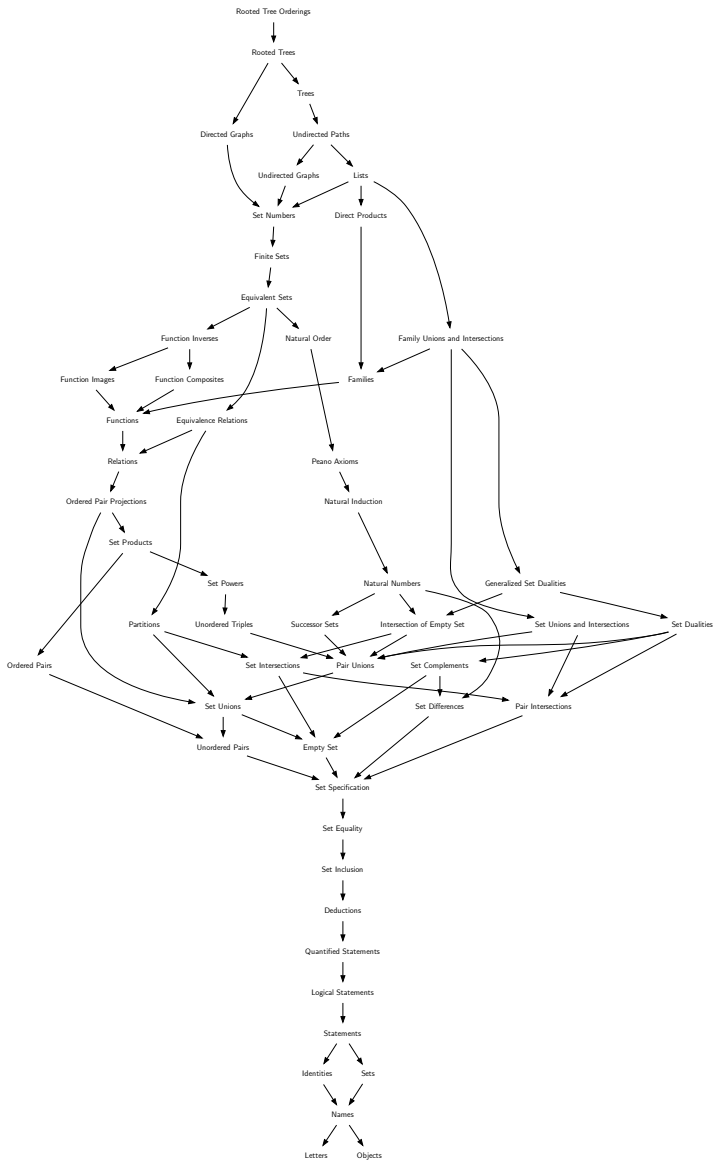 Rooted Tree Orderings
Rooted Trees
Trees
Directed Graphs
Undirected Paths
Undirected Graphs
Lists
Set Numbers
Direct Products
Finite Sets
Equivalent Sets
Function Inverses
Natural Order
Family Unions and Intersections
Function Images
Function Composites
Families
Functions
Equivalence Relations
Relations
Peano Axioms
Ordered Pair Projections
Natural Induction
Set Products
Set Powers
Natural Numbers
Generalized Set Dualities
Partitions
Unordered Triples
Successor Sets
Intersection of Empty Set
Set Unions and Intersections
Set Dualities
Ordered Pairs
Set Intersections
Pair Unions
Set Complements
Set Unions
Set Differences
Pair Intersections
Unordered Pairs
Empty Set
Set Specification
Set Equality
Set Inclusion
Deductions
Quantified Statements
Logical Statements
Statements
Identities
Sets
Names
Letters
Objects